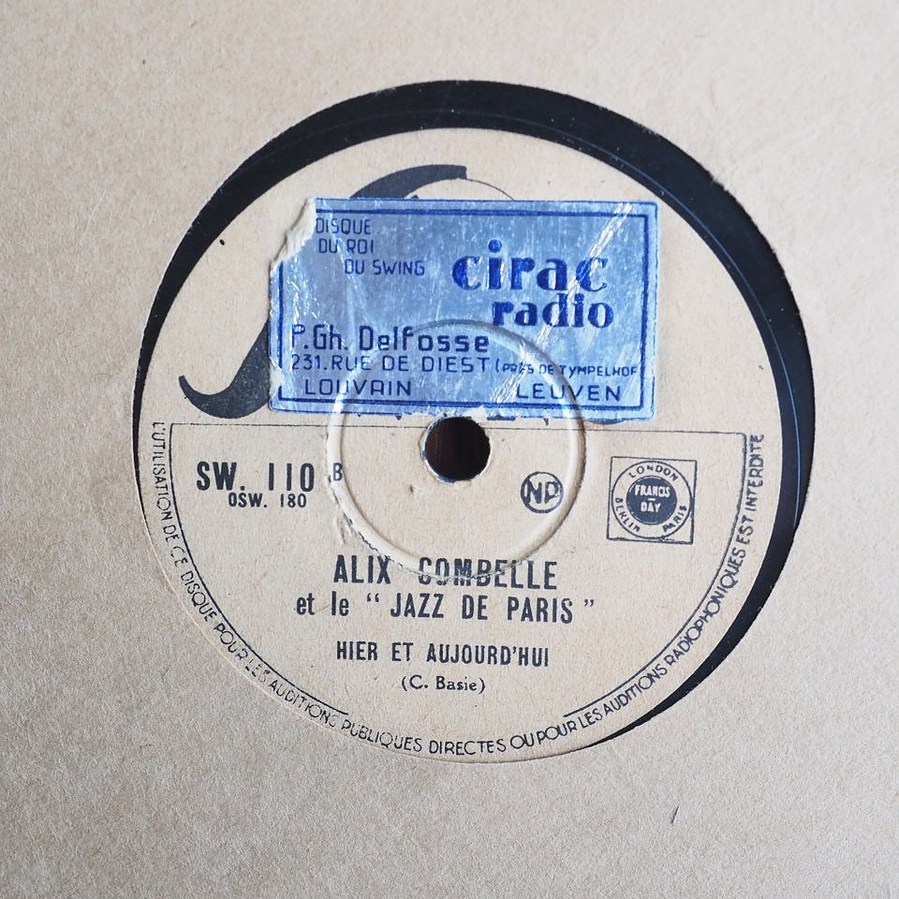 DISQUE
DU ROI
DU SWING
cirac
radio
P.Gh. Delfosse
231. RUE DE DIEST (PRÈS DE TYMPELHOF
LOUVAIN LEUVEN
SW. 110 B
OSW. 180
NP
LONDON
FRANCIS-DAY
BERLIN PARIS
ALIX COMBELLE
et le “ JAZZ DE PARIS ”
HIER ET AUJOURD'HUI
(C. Basie)
L'UTILISATION DE CE DISQUE POUR LES AUDITIONS PUBLIQUES DIRECTES OU POUR LES AUDITIONS RADIOPHONIQUES EST INTERDITE